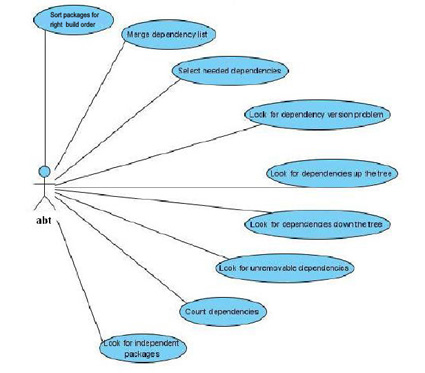 Sort packages for
right build order
Merge dependency list
Select needed dependencies
Look for dependency version problem
Look for dependencies up the tree
Look for dependencies down the tree
Look for unremovable dependencies
Count dependencies
Look for independent
packages
abt